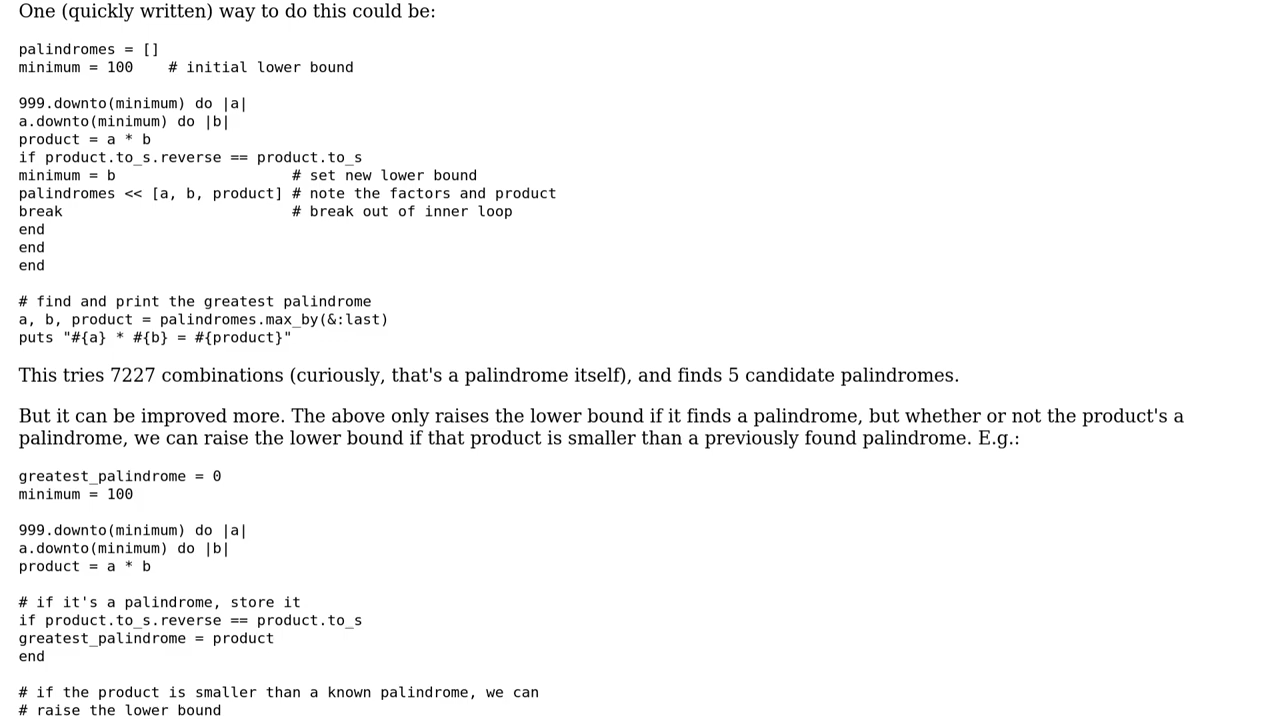 One (quickly written) way to do this could be:
palindromes = []
minimum = 100    # initial lower bound
999.downto(minimum) do |a|
a.downto(minimum) do |b|
product = a * b
if product.to_s.reverse == product.to_s
minimum = b                    # set new lower bound
palindromes << [a, b, product] # note the factors and product
break                          # break out of inner loop
end
end
end
# find and print the greatest palindrome
a, b, product = palindromes.max_by(&:last)
puts "#{a} * #{b} = #{product}"
This tries 7227 combinations (curiously, that's a palindrome itself), and finds 5 candidate palindromes.
But it can be improved more. The above only raises the lower bound if it finds a palindrome, but whether or not the product's a
palindrome, we can raise the lower bound if that product is smaller than a previously found palindrome. E.g.:
greatest_palindrome = 0
minimum = 100
999.downto(minimum) do |a|
a.downto(minimum) do |b|
product = a * b
# if it's a palindrome, store it
if product.to_s.reverse == product.to_s
greatest_palindrome = product
end
# if the product is smaller than a known palindrome, we can
# raise the lower bound